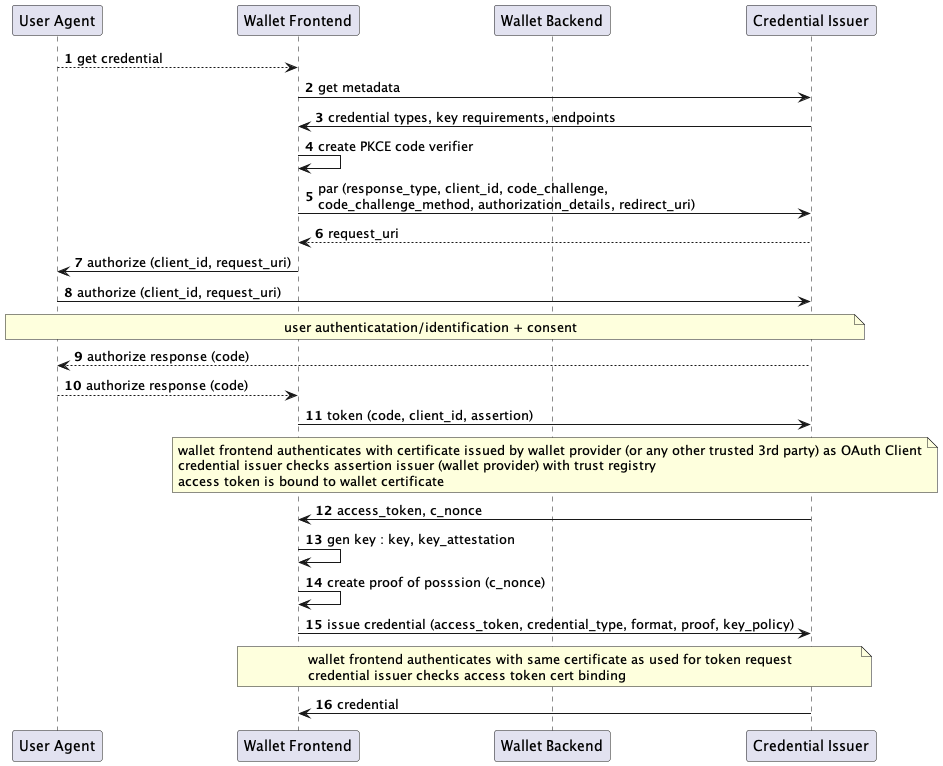 User Agent
Wallet Frontend
Wallet Backend
Credential Issuer
1 get credential
2 get metadata
3 credential types, key requirements, endpoints
4 create PKCE code verifier
5 par (response_type, client_id, code_challenge,
code_challenge_method, authorization_details, redirect_uri)
6 request_uri
7 authorize (client_id, request_uri)
8 authorize (client_id, request_uri)
user authenticatation/identification + consent
9 authorize response (code)
10 authorize response (code)
11 token (code, client_id, assertion)
wallet frontend authenticates with certificate issued by wallet provider (or any other trusted 3rd party) as OAuth Client
credential issuer checks assertion issuer (wallet provider) with trust registry
access token is bound to wallet certificate
12 access_token, c_nonce
13 gen key : key, key_attestation
14 create proof of posssion (c_nonce)
15 issue credential (access_token, credential_type, format, proof, key_policy)
wallet frontend authenticates with same certificate as used for token request
credential issuer checks access token cert binding
16 credential
User Agent
Wallet Frontend
Wallet Backend
Credential Issuer